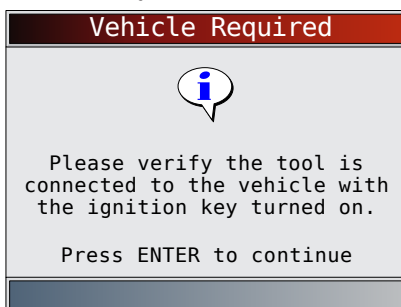 Vehicle Required
i
Please verify the tool is
connected to the vehicle with
the ignition key turned on.
Press ENTER to continue